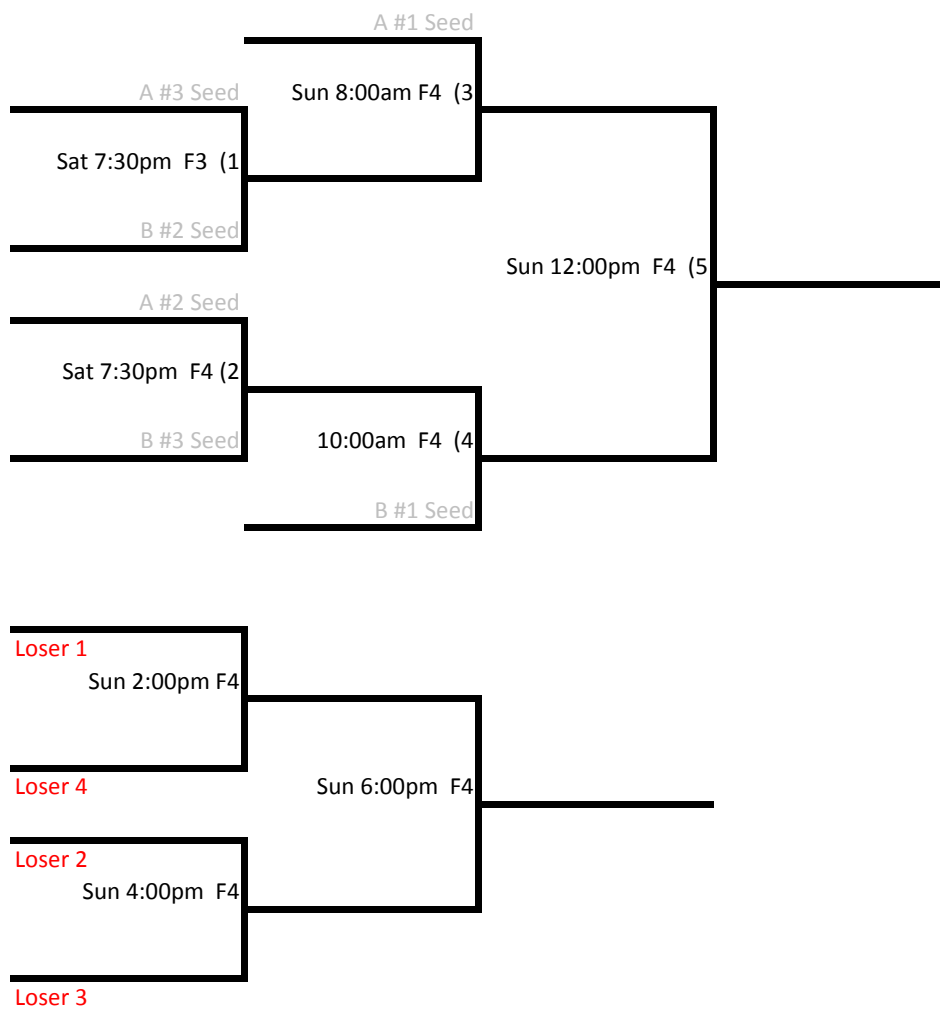 A #1 Seed
A #3 Seed
Sun 8:00am F4 (3
Sat 7:30pm F3 (1
B #2 Seed
Sun 12:00pm F4 (5
A #2 Seed
Sat 7:30pm F4 (2
B #3 Seed
10:00am F4 (4
B #1 Seed
Loser 1
Sun 2:00pm F4
Loser 4
Sun 6:00pm F4
Loser 2
Sun 4:00pm F4
Loser 3